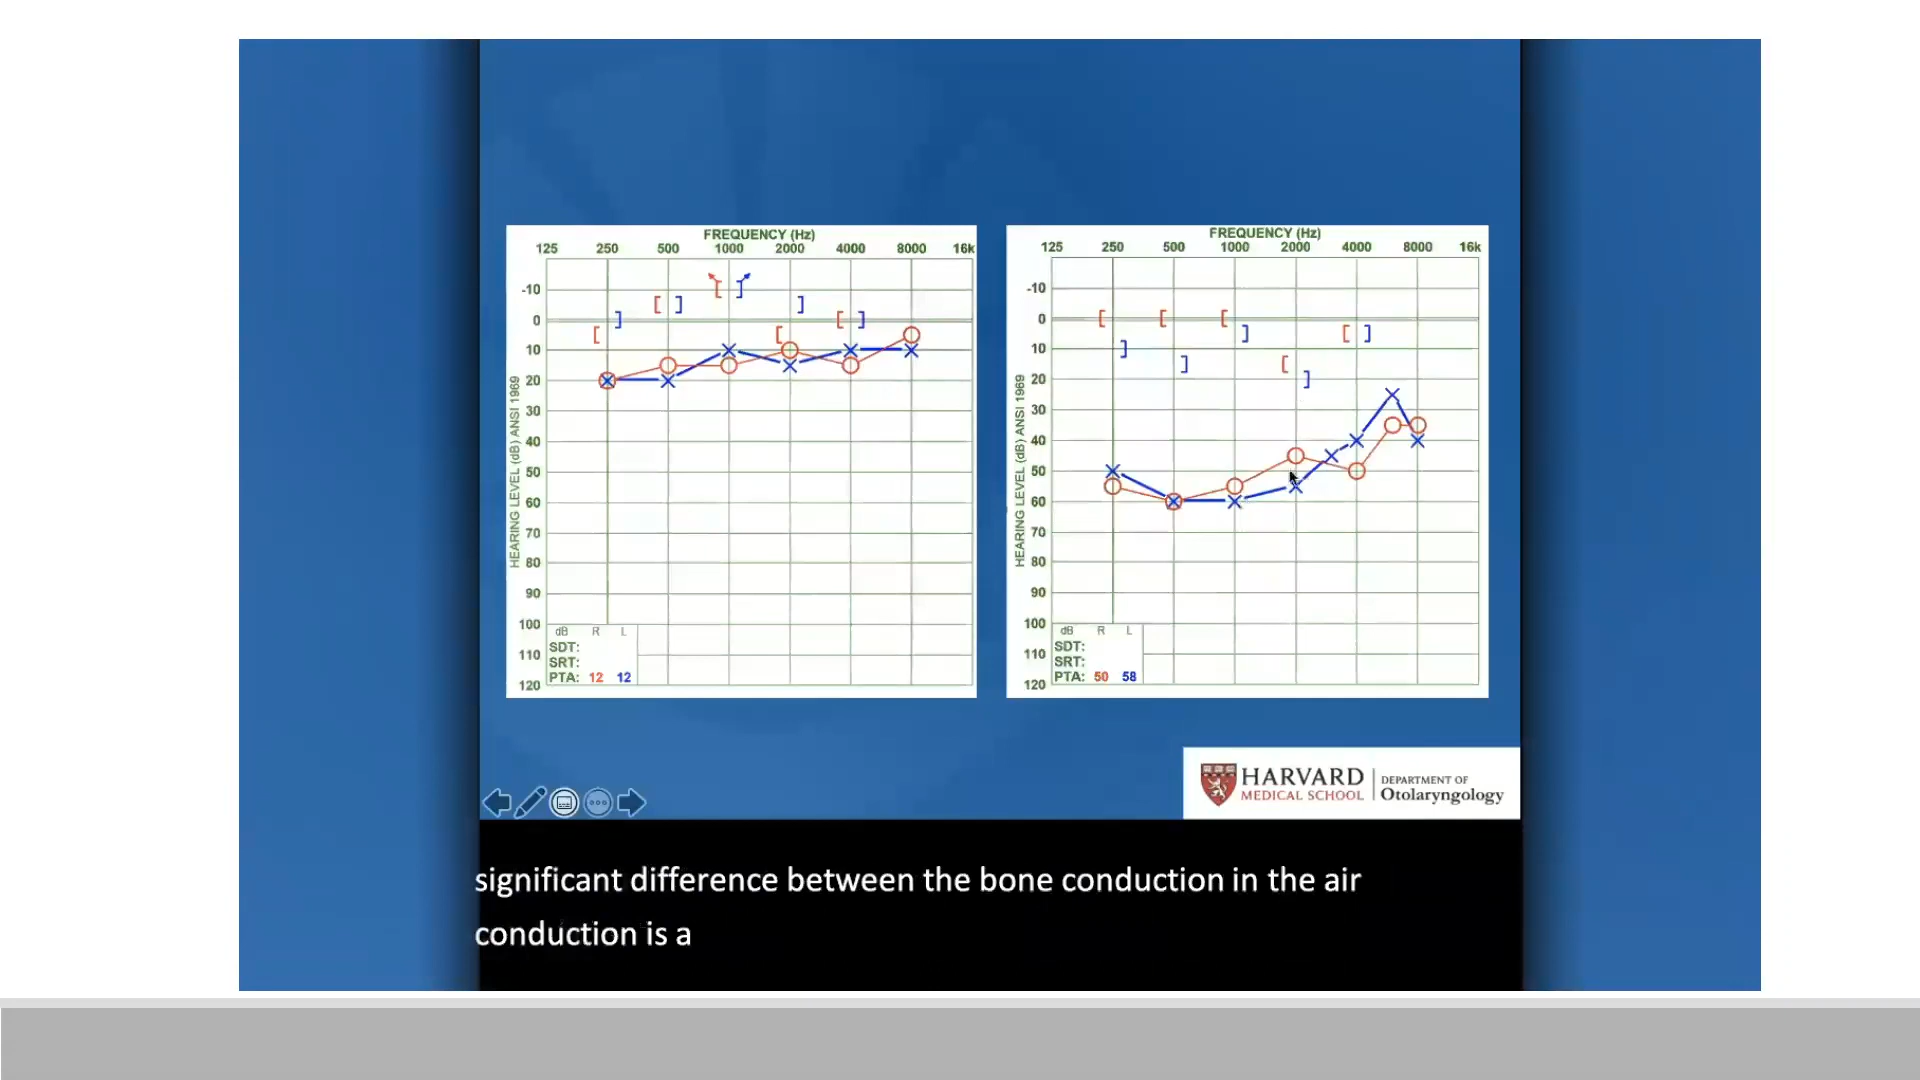 FREQUENCY (Hz)
125 250 500 1000 2000 4000 8000 16k
HEARING LEVEL (dB) ANSI 1969
-10
0
10
20
30
40
50
60
70
80
90
100
110
120
dB R L
SDT:
SRT:
PTA: 12 12
FREQUENCY (Hz)
125 250 500 1000 2000 4000 8000 16k
HEARING LEVEL (dB) ANSI 1969
-10
0
10
20
30
40
50
60
70
80
90
100
110
120
dB R L
SDT:
SRT:
PTA: 50 58
HARVARD
MEDICAL SCHOOL
DEPARTMENT OF
Otolaryngology
significant difference between the bone conduction in the air
conduction is a